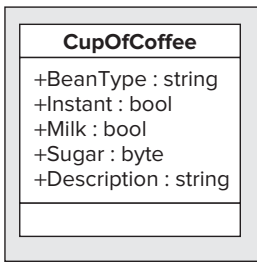 CupOfCoffee
+BeanType : string
+Instant : bool
+Milk : bool
+Sugar : byte
+Description : string